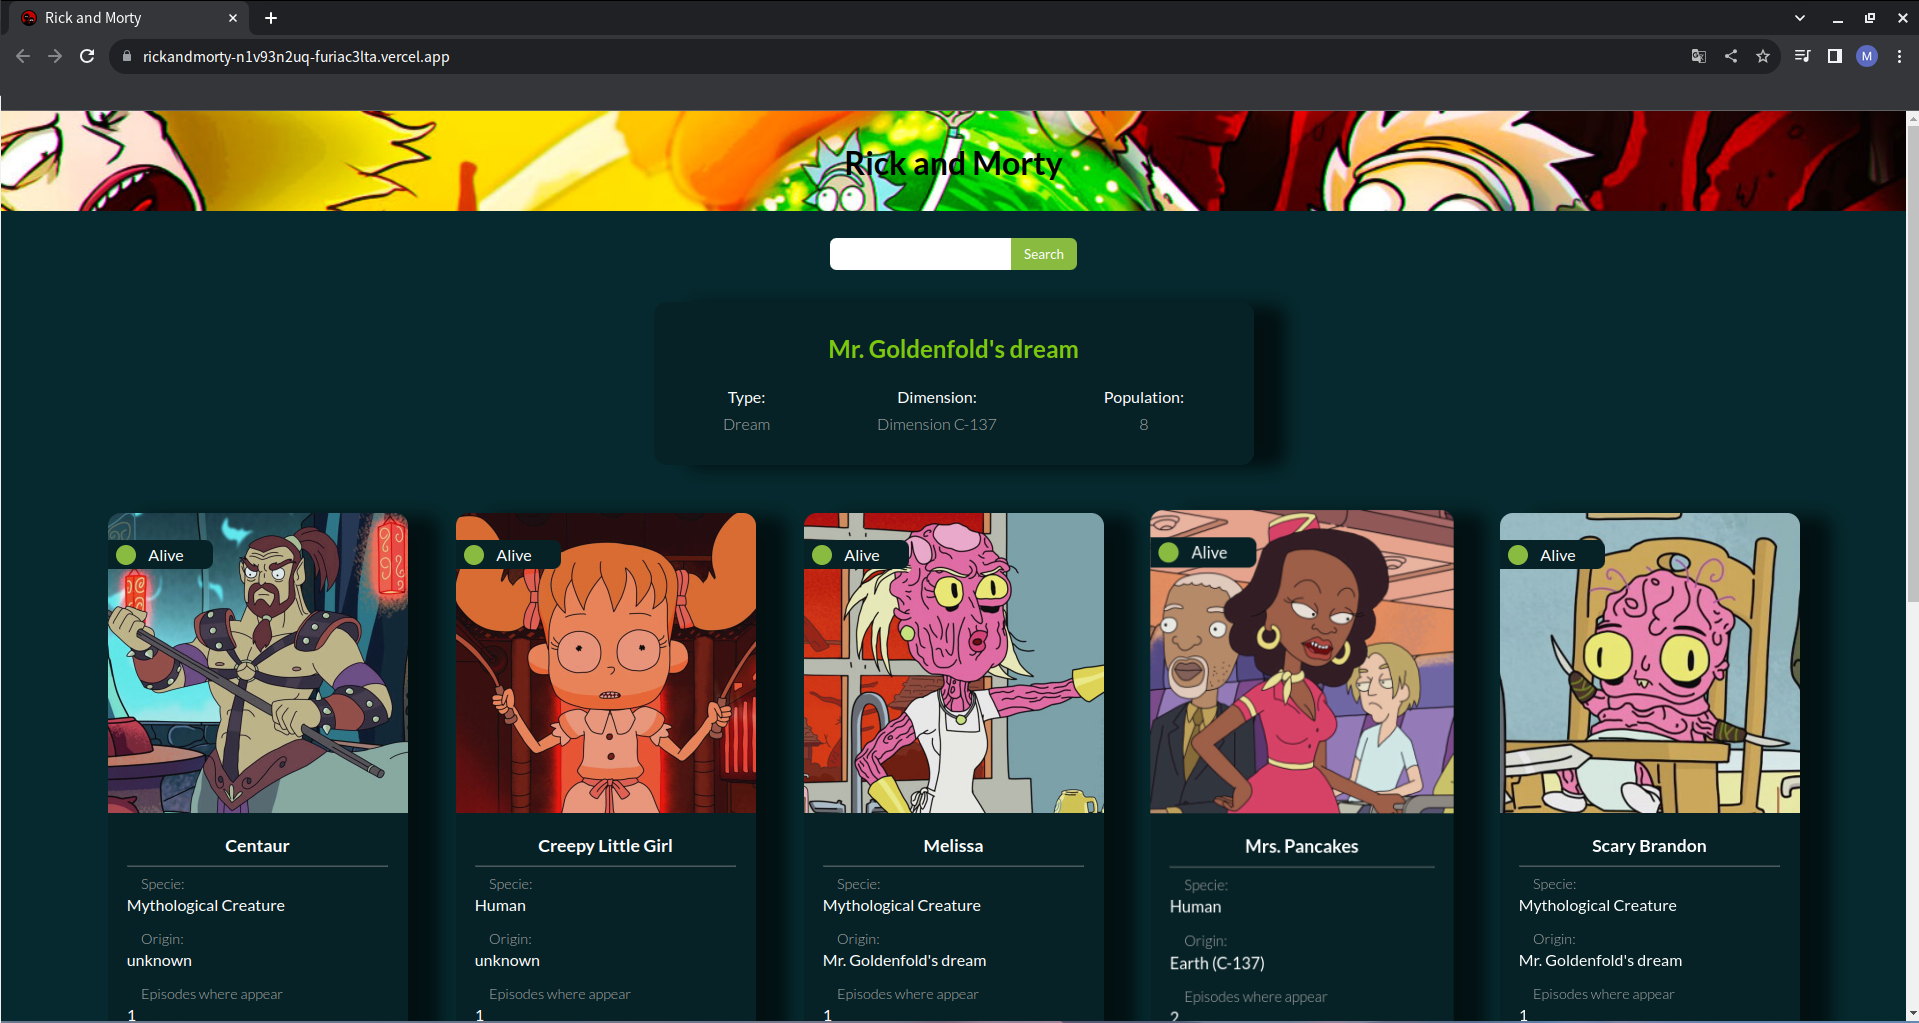 Rick and Morty
rickandmorty-n1v93n2uq-furiac3lta.vercel.app
M
Rick and Morty
Search
Mr. Goldenfold's dream
Type: Dimension: Population:
Dream Dimension C-137 8
Alive Alive Alive Alive Alive
Centaur Creepy Little Girl Melissa Mrs. Pancakes Scary Brandon
Specie: Specie: Specie: Specie: Specie:
Mythological Creature Human Mythological Creature Human Mythological Creature
Origin: Origin: Origin: Origin: Origin:
unknown unknown Mr. Goldenfold's dream Earth (C-137) Mr. Goldenfold's dream
Episodes where appear Episodes where appear Episodes where appear Episodes where appear Episodes where appear
1 1 1 2 1